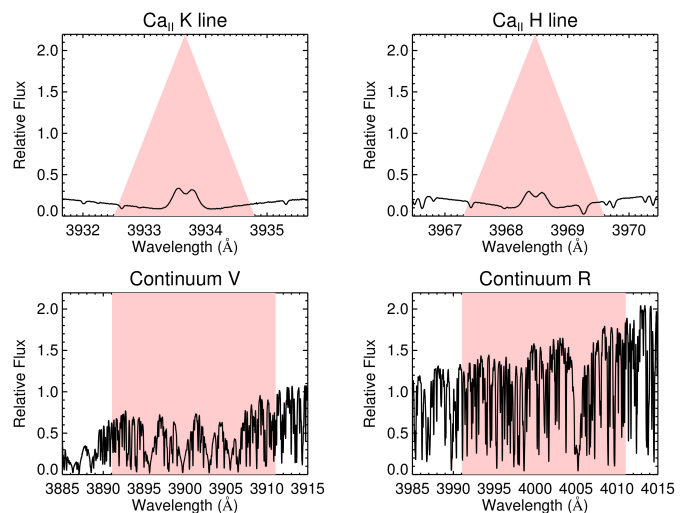 Ca_II K line
Relative Flux
2.0
1.5
1.0
0.5
0.0
3932 3933 3934 3935
Wavelength (Å)
Ca_II H line
Relative Flux
2.0
1.5
1.0
0.5
0.0
3967 3968 3969 3970
Wavelength (Å)
Continuum V
Relative Flux
2.0
1.5
1.0
0.5
0.0
3885 3890 3895 3900 3905 3910 3915
Wavelength (Å)
Continuum R
Relative Flux
2.0
1.5
1.0
0.5
0.0
3985 3990 3995 4000 4005 4010 4015
Wavelength (Å)